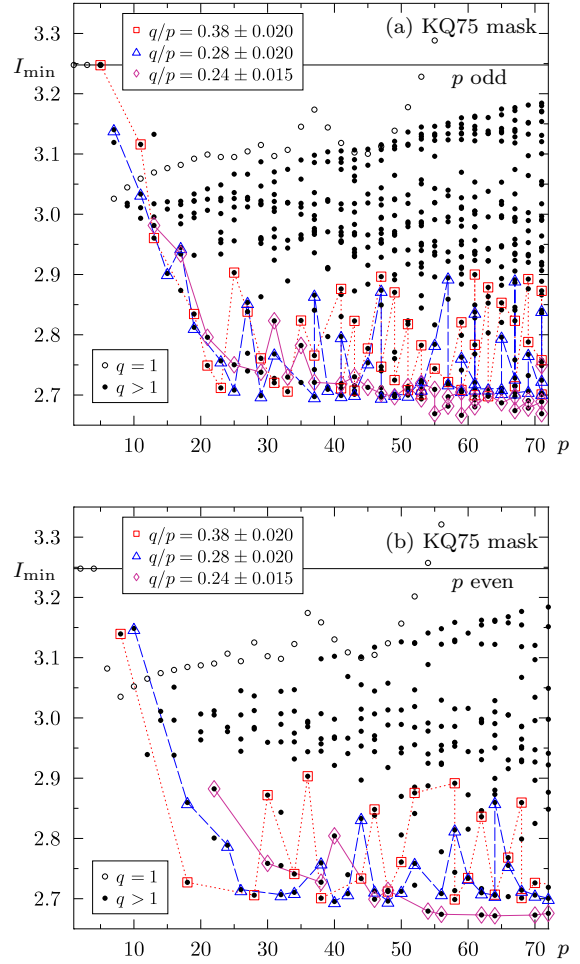 (a) KQ75 mask
q/p = 0.38 ± 0.020
q/p = 0.28 ± 0.020
q/p = 0.24 ± 0.015
p odd
3.3
I_min
3.2
3.1
3.0
2.9
2.8
2.7
q = 1
q > 1
10 20 30 40 50 60 70 p
(b) KQ75 mask
q/p = 0.38 ± 0.020
q/p = 0.28 ± 0.020
q/p = 0.24 ± 0.015
p even
3.3
I_min
3.2
3.1
3.0
2.9
2.8
2.7
q = 1
q > 1
10 20 30 40 50 60 70 p